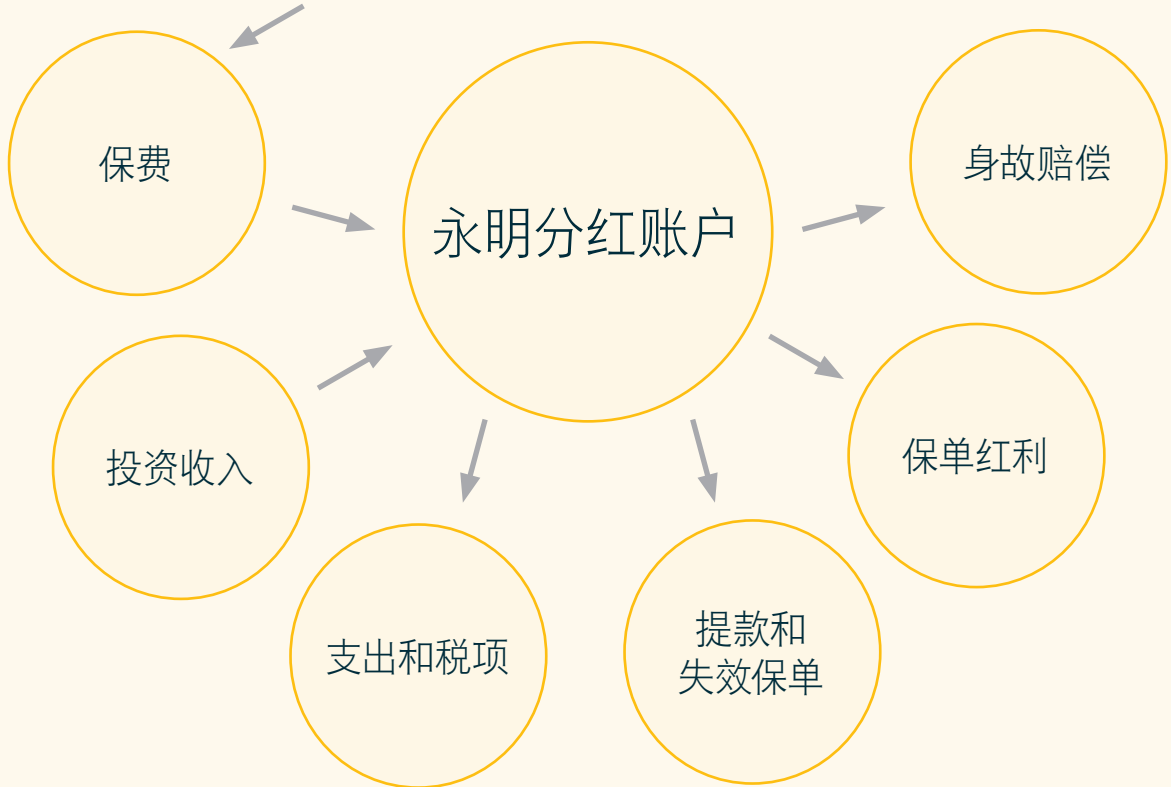 保费
永明分红账户
身故赔偿
投资收入
保单红利
支出和税项
提款和
失效保单